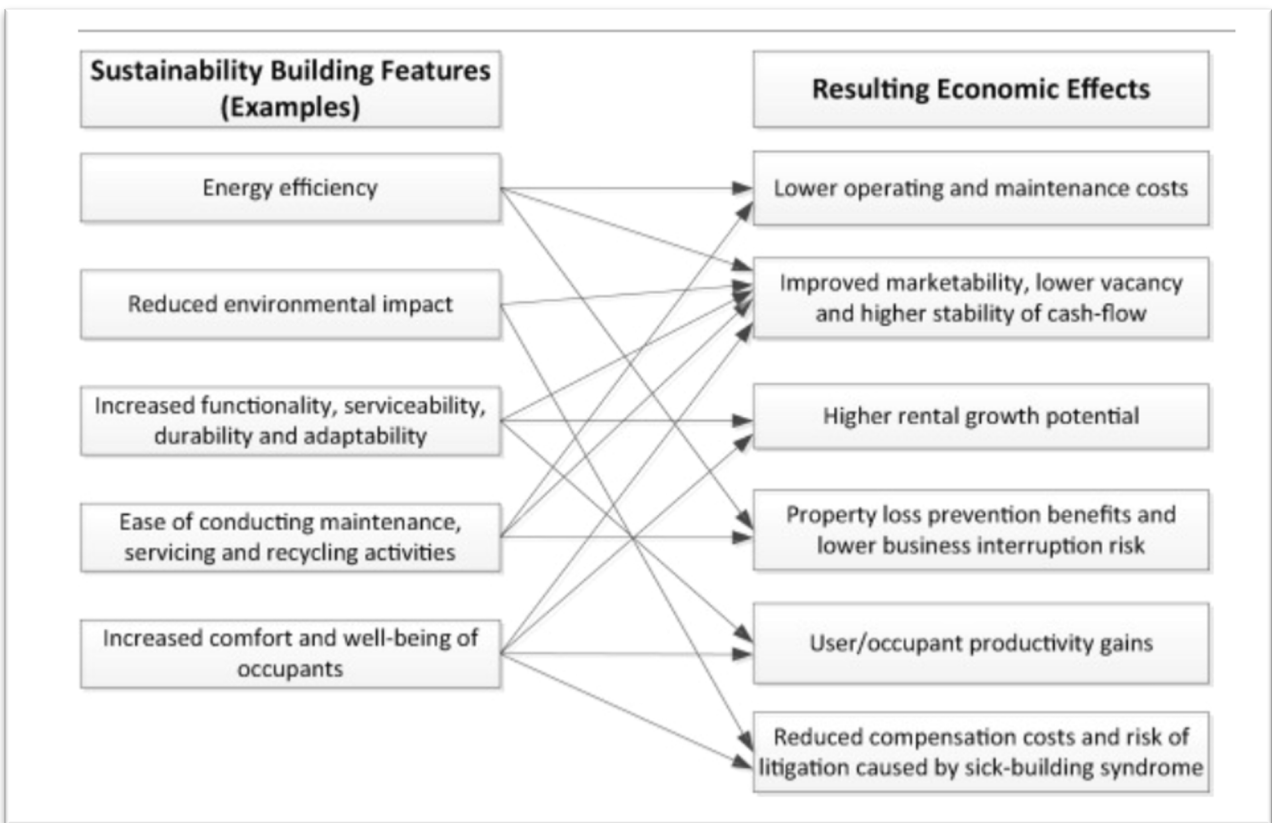 Sustainability Building Features
(Examples)
Resulting Economic Effects
Energy efficiency
Reduced environmental impact
Increased functionality, serviceability,
durability and adaptability
Ease of conducting maintenance,
servicing and recycling activities
Increased comfort and well-being of
occupants
Lower operating and maintenance costs
Improved marketability, lower vacancy
and higher stability of cash-flow
Higher rental growth potential
Property loss prevention benefits and
lower business interruption risk
User/occupant productivity gains
Reduced compensation costs and risk of
litigation caused by sick-building syndrome